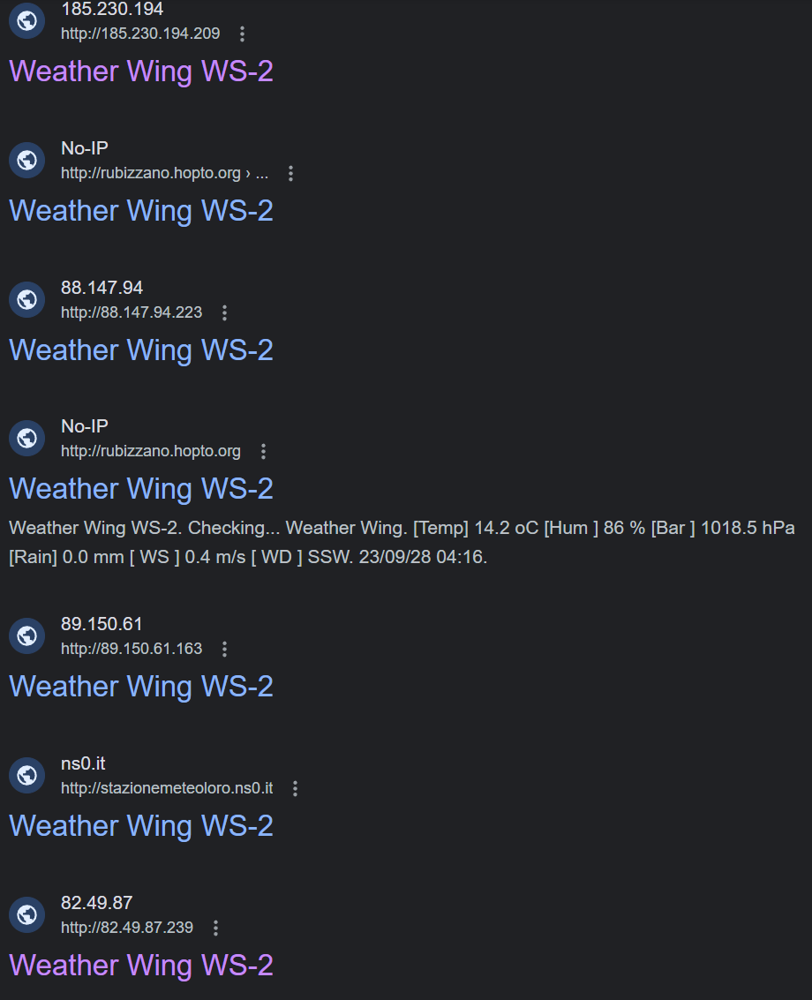 185.230.194
http://185.230.194.209
Weather Wing WS-2
No-IP
http://rubizzano.hopto.org › ...
Weather Wing WS-2
88.147.94
http://88.147.94.223
Weather Wing WS-2
No-IP
http://rubizzano.hopto.org
Weather Wing WS-2
Weather Wing WS-2. Checking... Weather Wing. [Temp] 14.2 oC [Hum ] 86 % [Bar ] 1018.5 hPa
[Rain] 0.0 mm [ WS ] 0.4 m/s [ WD ] SSW. 23/09/28 04:16.
89.150.61
http://89.150.61.163
Weather Wing WS-2
ns0.it
http://stazionemeteoloro.ns0.it
Weather Wing WS-2
82.49.87
http://82.49.87.239
Weather Wing WS-2